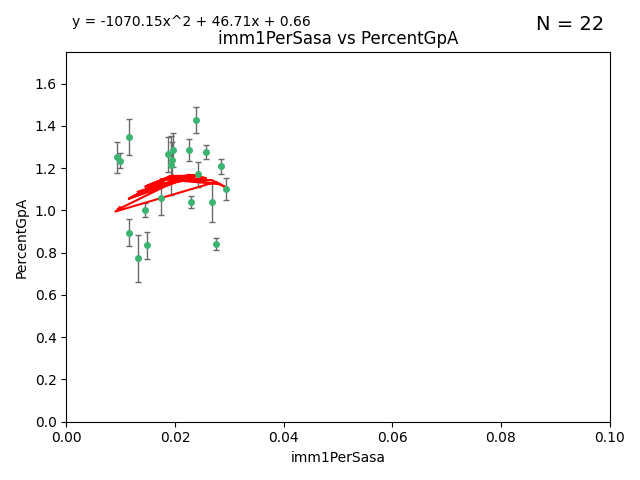 y = -1070.15x^2 + 46.71x + 0.66
N = 22
imm1PerSasa vs PercentGpA
PercentGpA
1.6
1.4
1.2
1.0
0.8
0.6
0.4
0.2
0.0
0.00 0.02 0.04 0.06 0.08 0.10
imm1PerSasa